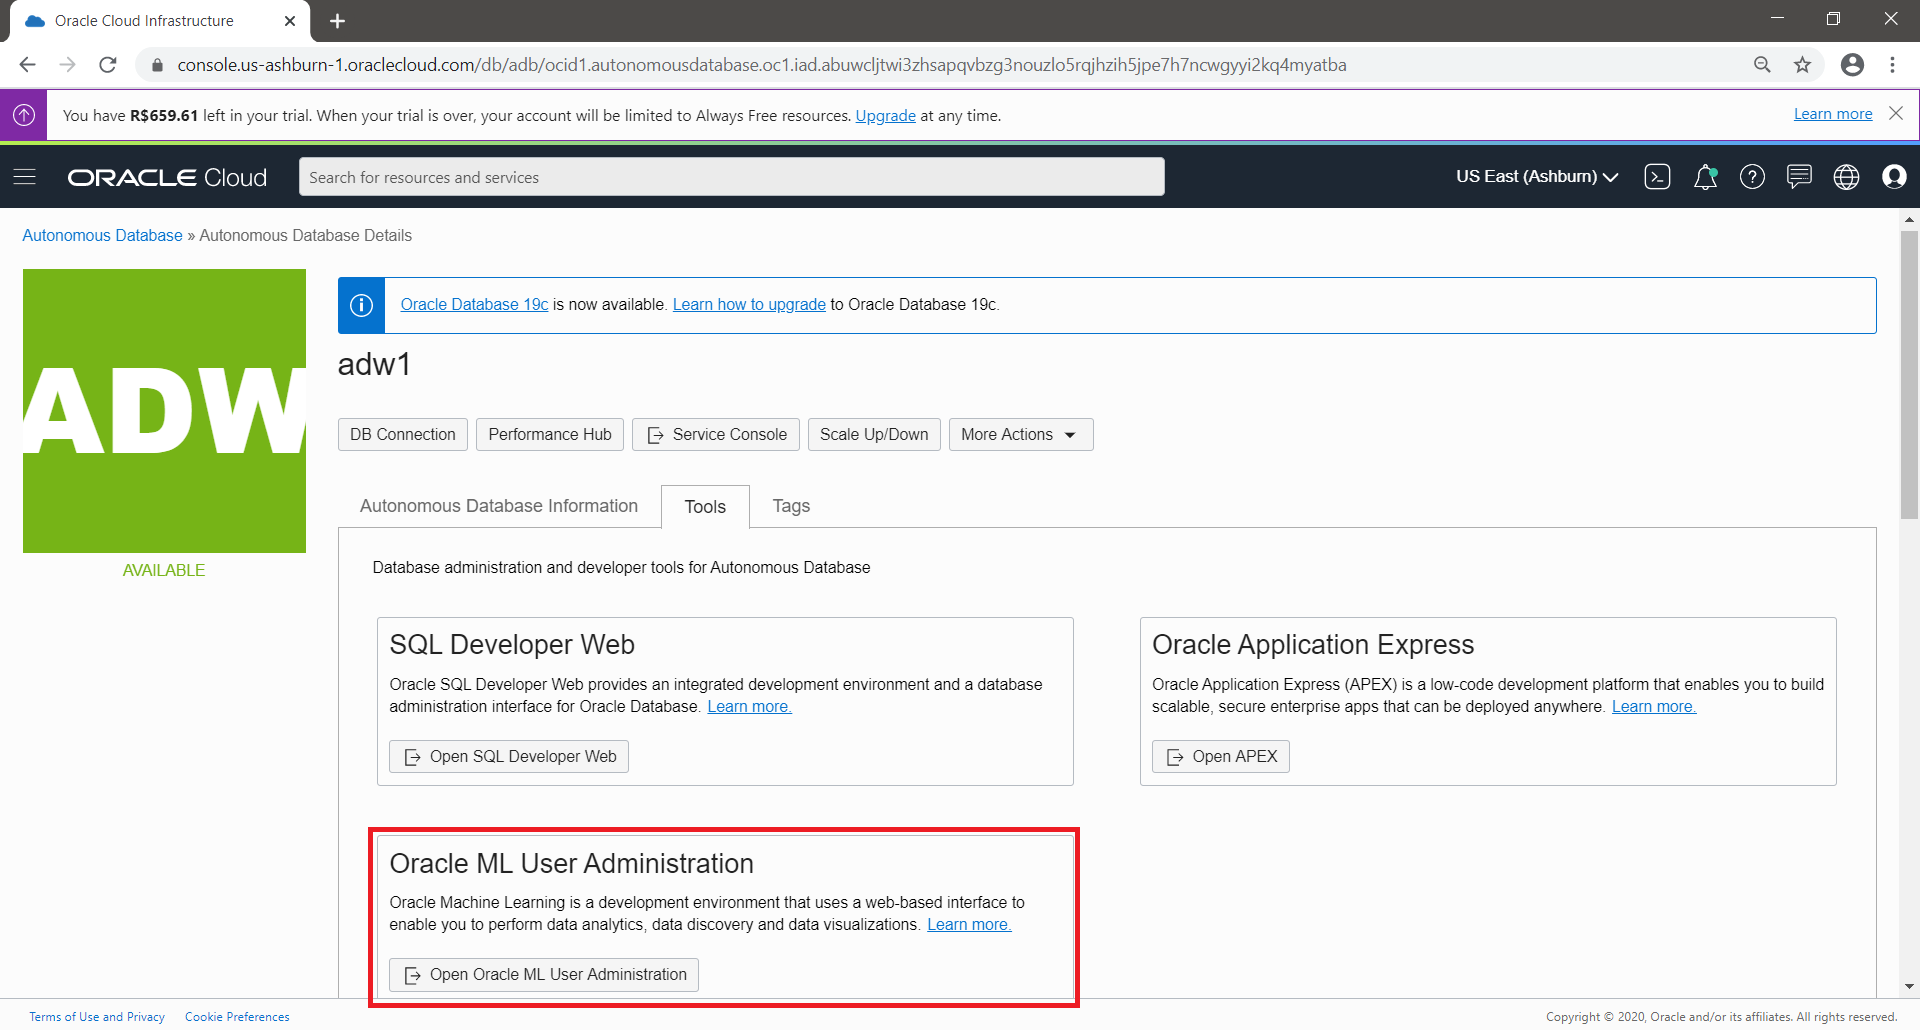 Oracle Cloud Infrastructure
console.us-ashburn-1.oraclecloud.com/db/adb/ocid1.autonomousdatabase.oc1.iad.abuwcljtwi3zhsapqvbzg3nouzlo5rqjhzih5jpe7h7ncwgyyi2kq4myatba
You have R$659.61 left in your trial. When your trial is over, your account will be limited to Always Free resources. Upgrade at any time.
Learn more
ORACLE Cloud
Search for resources and services
US East (Ashburn)
Autonomous Database » Autonomous Database Details
ADW
AVAILABLE
Oracle Database 19c is now available. Learn how to upgrade to Oracle Database 19c.
adw1
DB Connection
Performance Hub
Service Console
Scale Up/Down
More Actions
Autonomous Database Information
Tools
Tags
Database administration and developer tools for Autonomous Database
SQL Developer Web
Oracle SQL Developer Web provides an integrated development environment and a database
administration interface for Oracle Database. Learn more.
Open SQL Developer Web
Oracle Application Express
Oracle Application Express (APEX) is a low-code development platform that enables you to build
scalable, secure enterprise apps that can be deployed anywhere. Learn more.
Open APEX
Oracle ML User Administration
Oracle Machine Learning is a development environment that uses a web-based interface to
enable you to perform data analytics, data discovery and data visualizations. Learn more.
Open Oracle ML User Administration
Terms of Use and Privacy
Cookie Preferences
Copyright © 2020, Oracle and/or its affiliates. All rights reserved.